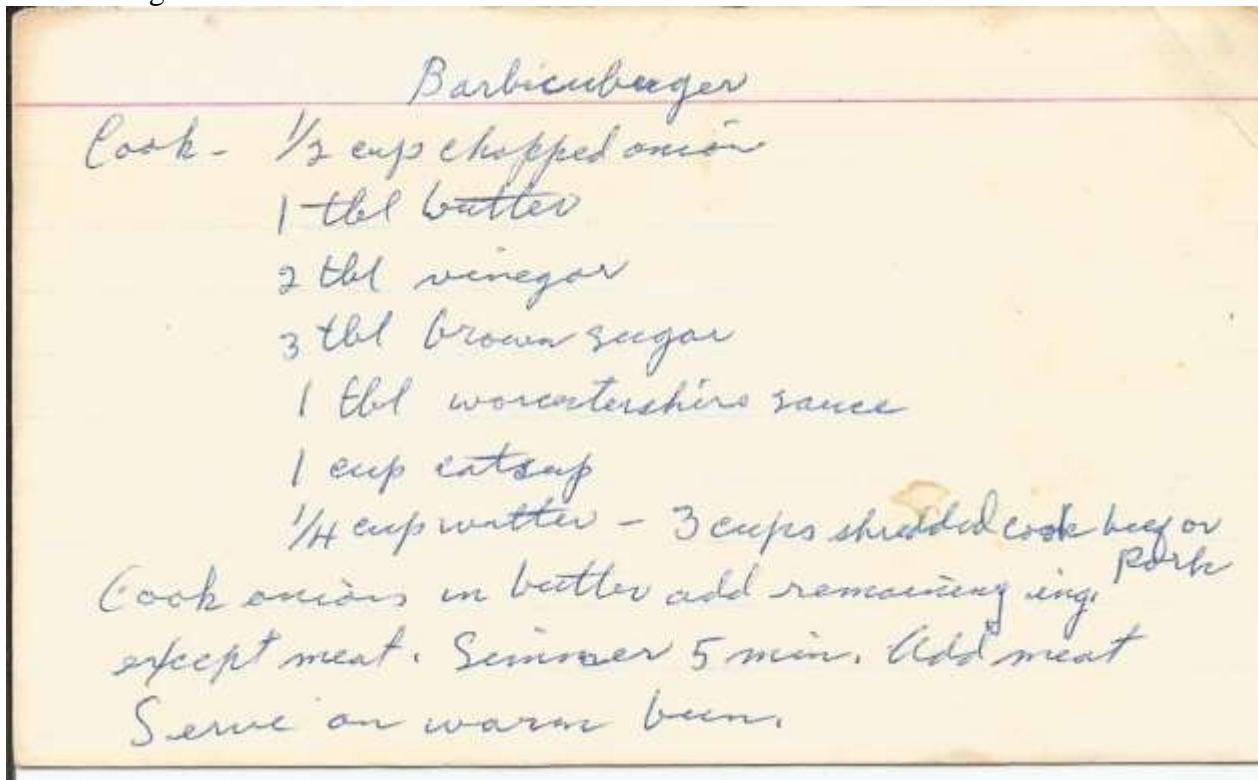 Barbicuberger
Cook - 1/2 cup chopped onion
1 tbl butter
2 tbl vinegar
3 tbl brown sugar
1 tbl worcestershire sauce
1 cup catsup
1/4 cup watter - 3 cups shredded cook beef or
pork
Cook onions in butter add remaining ing.
except meat. Simmer 5 min. Add meat
Serve on warm bun.